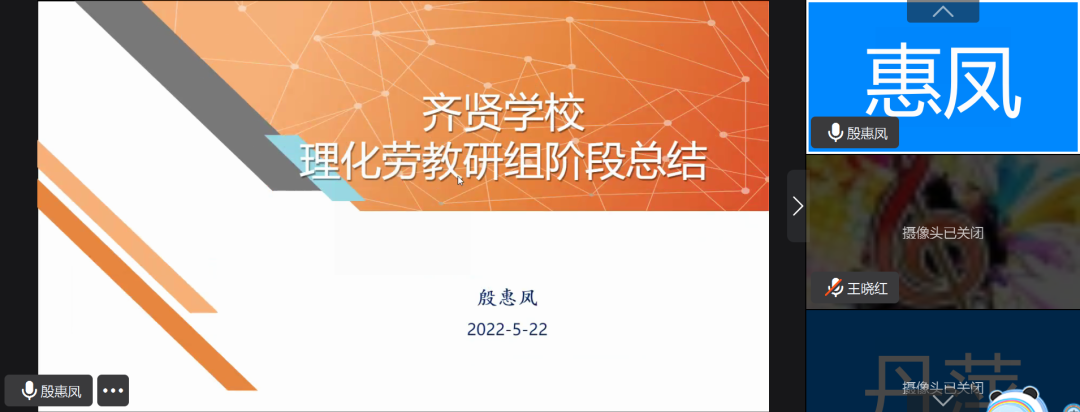 齐贤学校
理化劳教研组阶段总结
殷惠凤
2022-5-22
殷惠凤
惠凤
殷惠凤
摄像头已关闭
王晓红
丹萍
摄像头已关闭